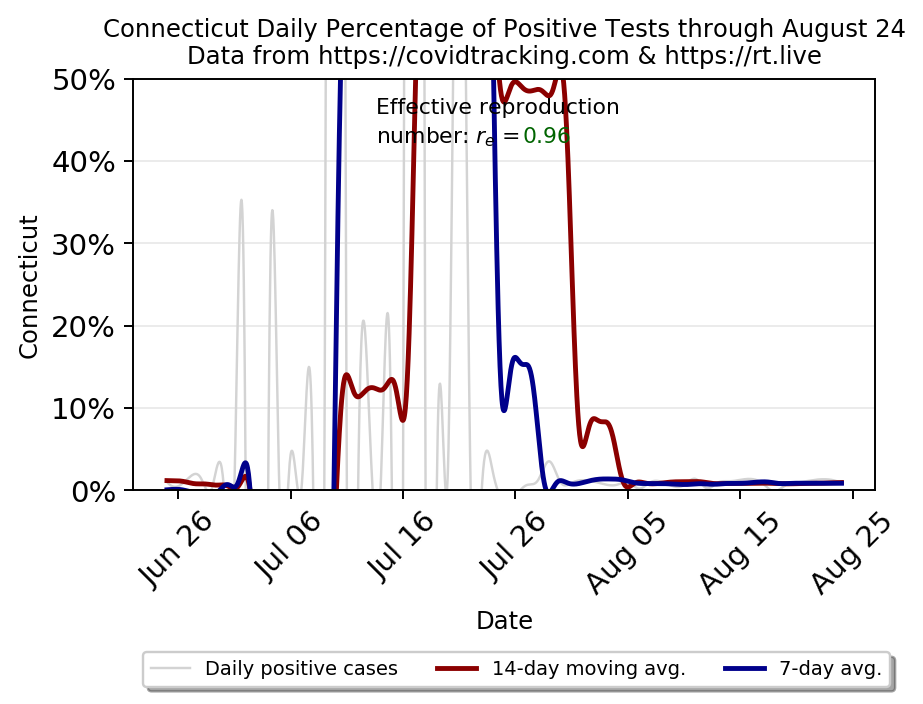 Connecticut Daily Percentage of Positive Tests through August 24
Data from https://covidtracking.com & https://rt.live
50%
40%
30%
20%
10%
0%
Connecticut
Effective reproduction
number: rₑ = 0.96
Jun 26
Jul 06
Jul 16
Jul 26
Aug 05
Aug 15
Aug 25
Date
Daily positive cases
14-day moving avg.
7-day avg.